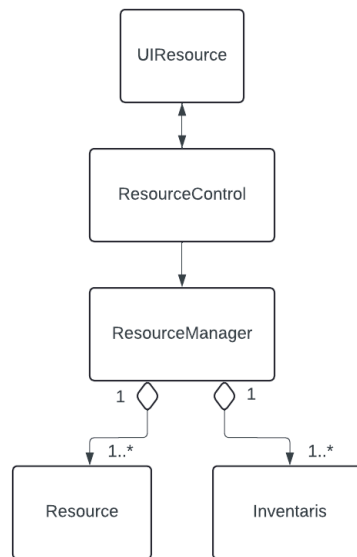 UIResource
ResourceControl
ResourceManager
1
1
1..*
1..*
Resource
Inventaris